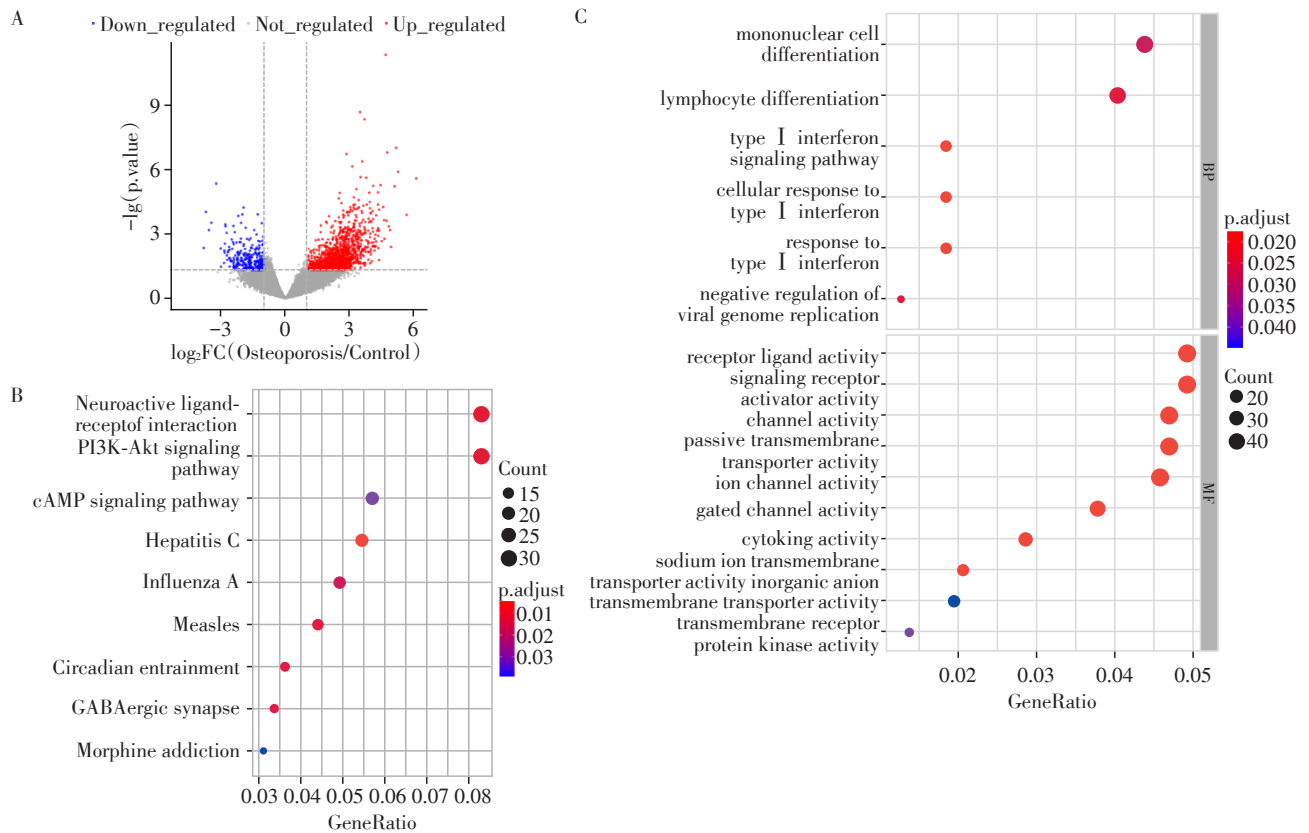 A
Down_regulated Not_regulated Up_regulated
9
6
3
0
−lg(p.value)
−3 0 3 6
log₂FC(Osteoporosis/Control)
B
Neuroactive ligand-
receptof interaction
PI3K-Akt signaling
pathway
cAMP signaling pathway
Hepatitis C
Influenza A
Measles
Circadian entrainment
GABAergic synapse
Morphine addiction
0.03 0.04 0.05 0.06 0.07 0.08
GeneRatio
Count
15
20
25
30
p.adjust
0.01
0.02
0.03
C
mononuclear cell
differentiation
lymphocyte differentiation
type Ⅰ interferon
signaling pathway
cellular response to
type Ⅰ interferon
response to
type Ⅰ interferon
negative regulation of
viral genome replication
BP
receptor ligand activity
signaling receptor
activator activity
channel activity
passive transmembrane
transporter activity
ion channel activity
gated channel activity
cytoking activity
sodium ion transmembrane
transporter activity inorganic anion
transmembrane transporter activity
transmembrane receptor
protein kinase activity
MF
0.02 0.03 0.04 0.05
GeneRatio
p.adjust
0.020
0.025
0.030
0.035
0.040
Count
20
30
40